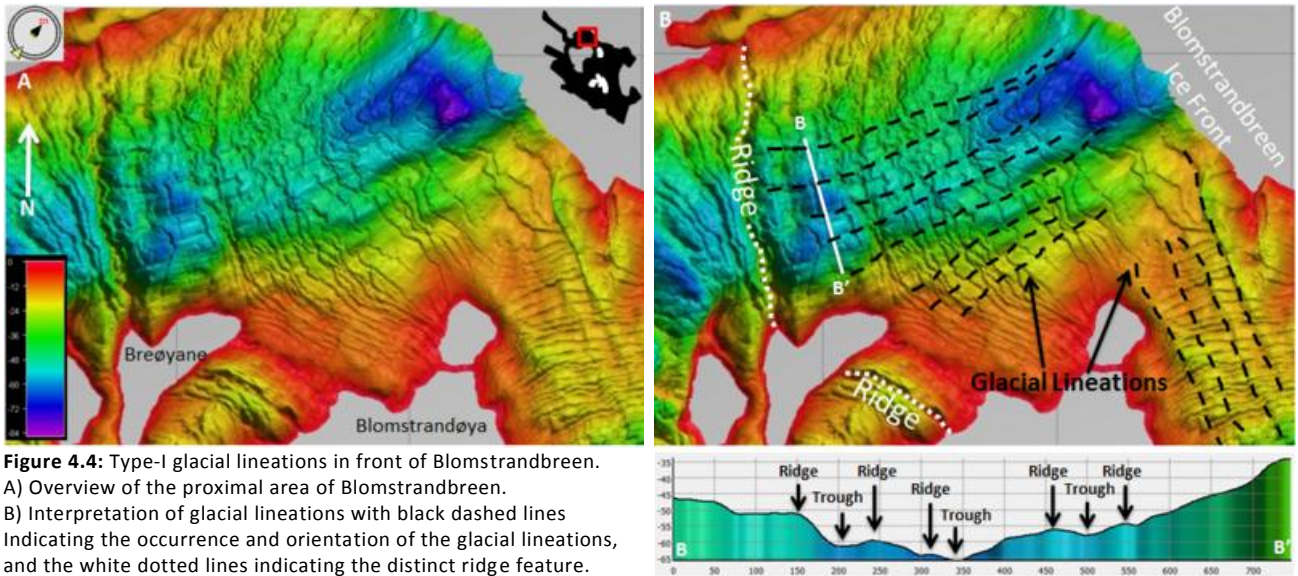 A
N
0
-12
-24
-36
-48
-60
-72
-84
Breøyane
Blomstrandøya
B
Blomstrandbreen
Ice Front
Ridge
B
B'
Glacial Lineations
Ridge
Figure 4.4: Type-I glacial lineations in front of Blomstrandbreen.
A) Overview of the proximal area of Blomstrandbreen.
B) Interpretation of glacial lineations with black dashed lines
Indicating the occurrence and orientation of the glacial lineations,
and the white dotted lines indicating the distinct ridge feature.
Ridge Ridge Ridge Ridge
Trough Ridge Trough
Trough
-35
-40
-45
-50
-55
-60
-65
B B'
0 50 100 150 200 250 300 350 400 450 500 550 600 650 700